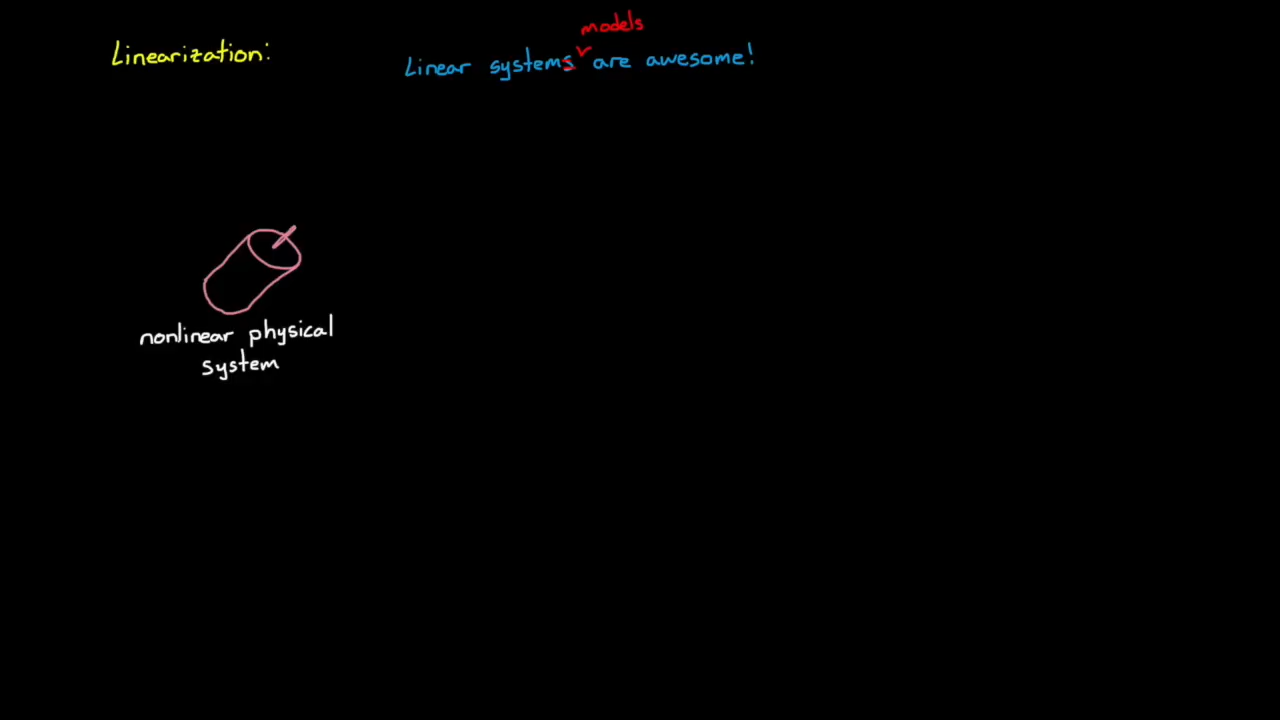 models
Linearization: Linear systems are awesome!
nonlinear physical
system